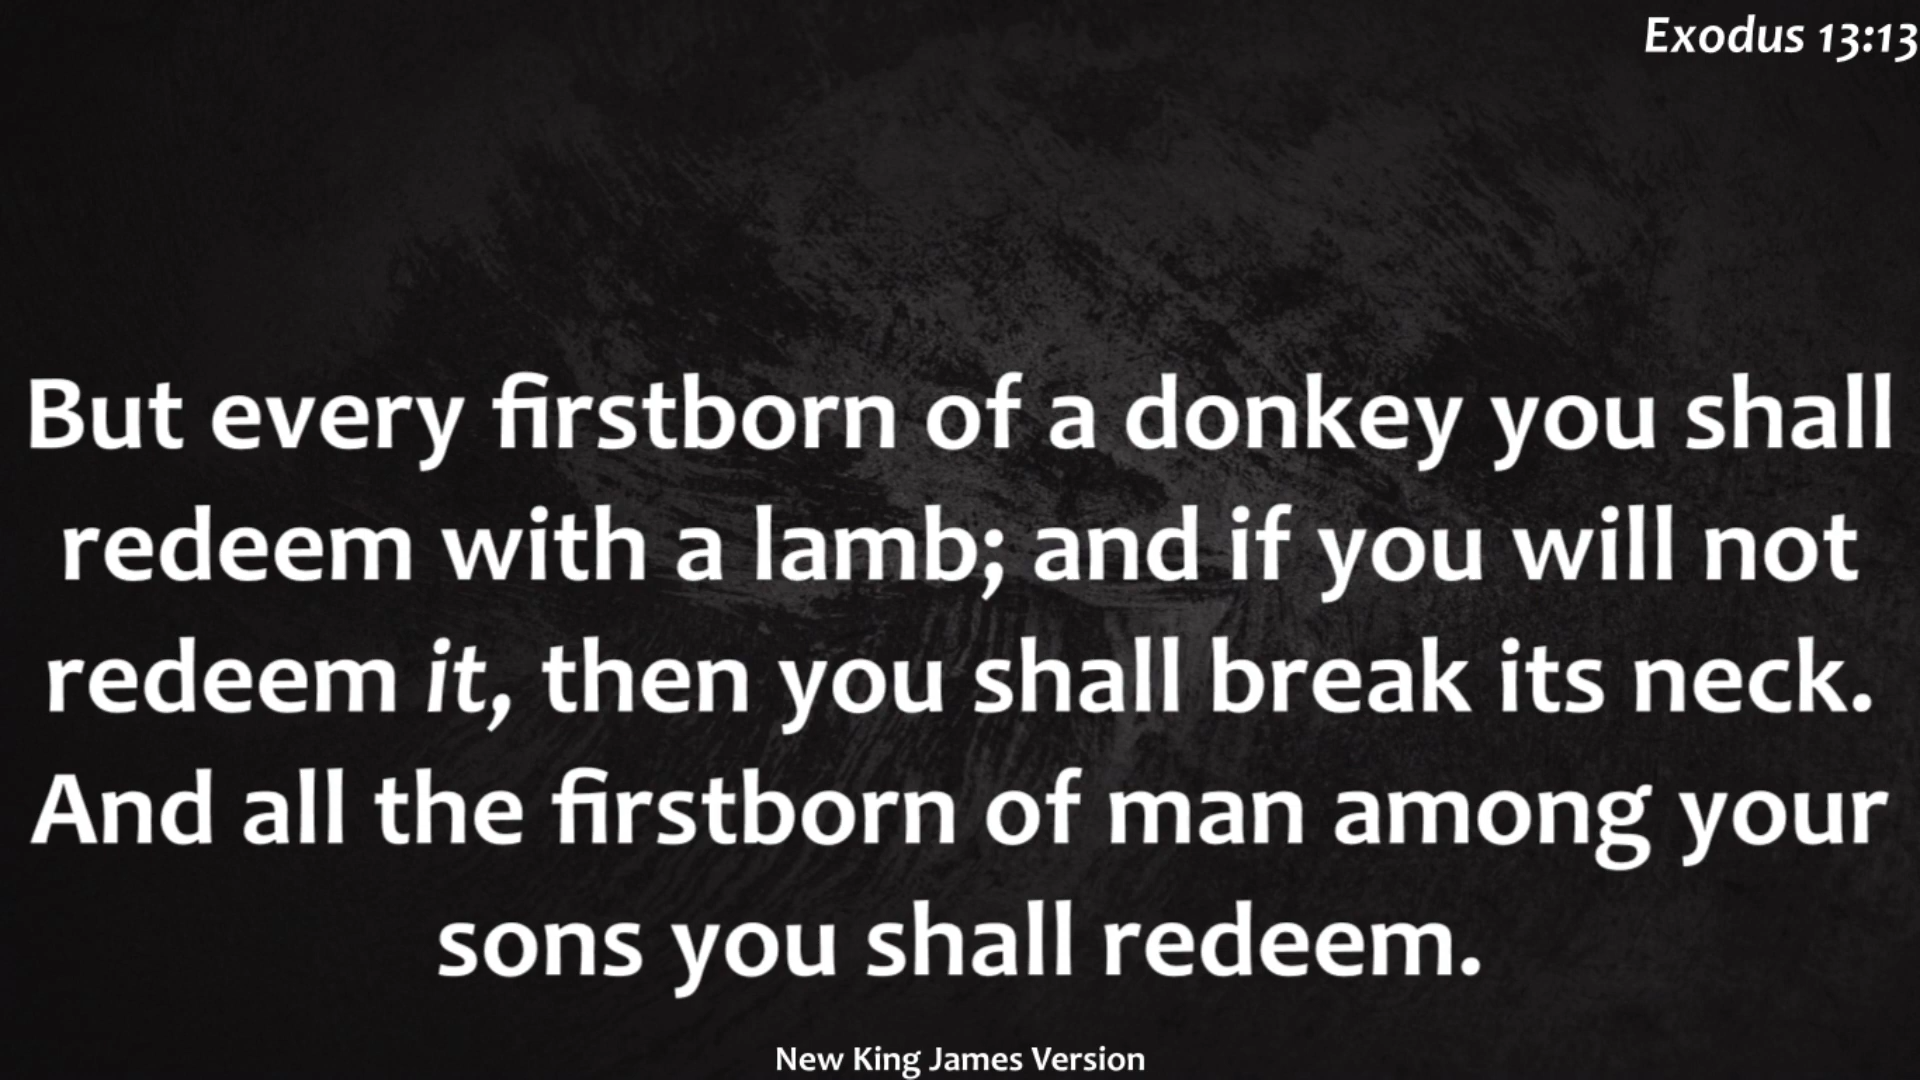 Exodus 13:13
But every firstborn of a donkey you shall
redeem with a lamb; and if you will not
redeem it, then you shall break its neck.
And all the firstborn of man among your
sons you shall redeem.
New King James Version